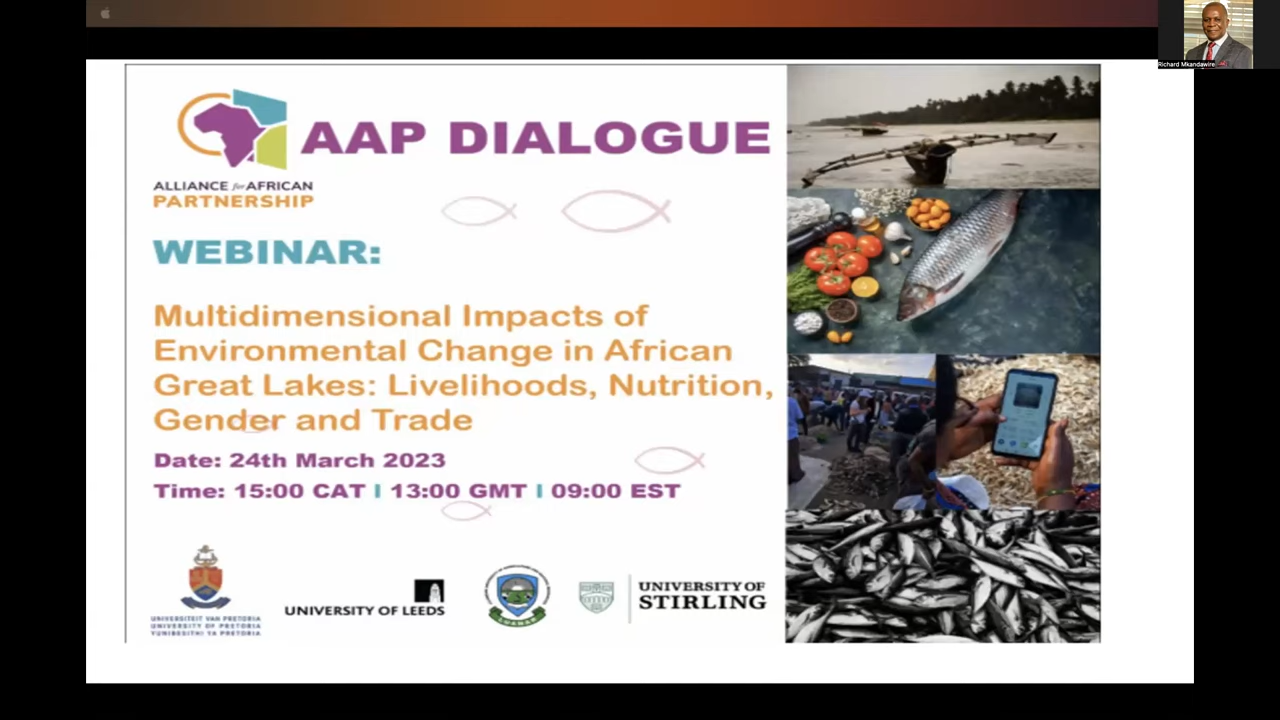 Richard Mkandawire
AAP DIALOGUE
ALLIANCE for AFRICAN
PARTNERSHIP
WEBINAR:
Multidimensional Impacts of
Environmental Change in African
Great Lakes: Livelihoods, Nutrition,
Gender and Trade
Date: 24th March 2023
Time: 15:00 CAT I 13:00 GMT I 09:00 EST
UNIVERSITEIT VAN PRETORIA
UNIVERSITY OF PRETORIA
YUNIBESITHI YA PRETORIA
UNIVERSITY OF LEEDS
LUANAR
UNIVERSITY OF
STIRLING